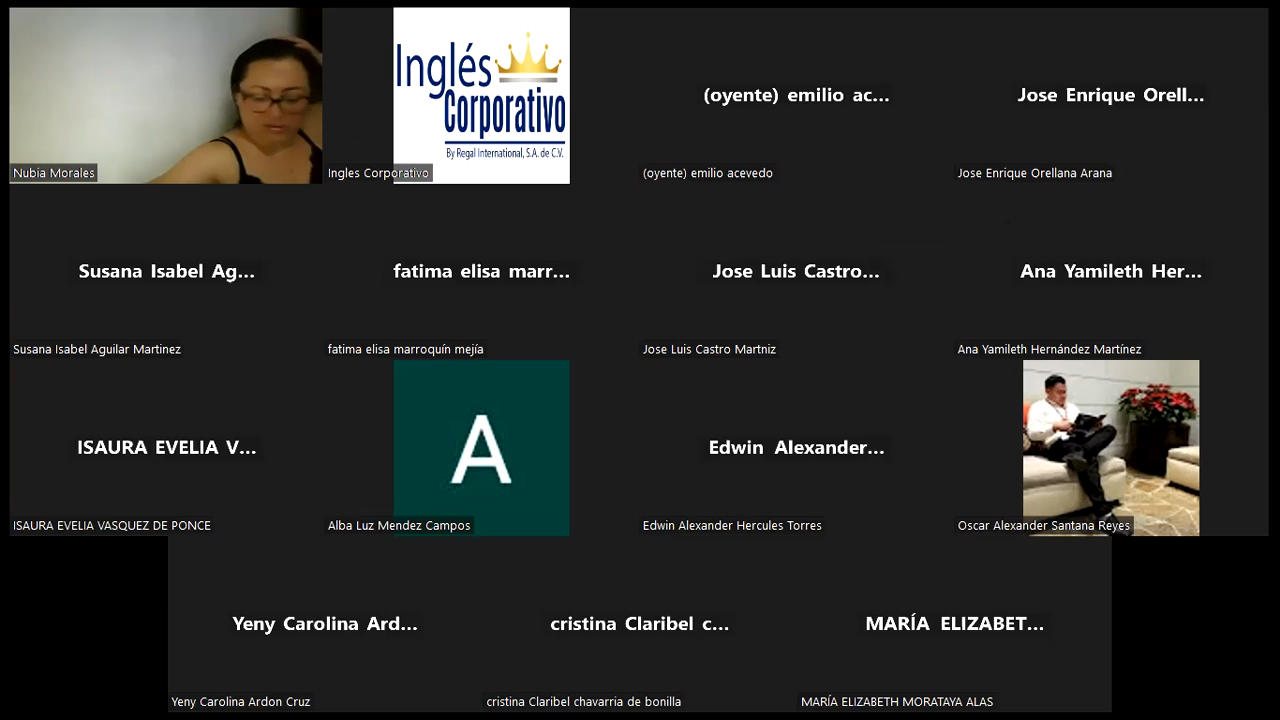 Nubia Morales
Inglés
Corporativo
By Regal International, S.A. de C.V.
Ingles Corporativo
(oyente) emilio ac...
(oyente) emilio acevedo
Jose Enrique Orell...
Jose Enrique Orellana Arana
Susana Isabel Ag...
Susana Isabel Aguilar Martinez
fatima elisa marr...
fatima elisa marroquín mejía
Jose Luis Castro...
Jose Luis Castro Martniz
Ana Yamileth Her...
Ana Yamileth Hernández Martínez
ISAURA EVELIA V...
ISAURA EVELIA VASQUEZ DE PONCE
A
Alba Luz Mendez Campos
Edwin Alexander...
Edwin Alexander Hercules Torres
Oscar Alexander Santana Reyes
Yeny Carolina Ard...
Yeny Carolina Ardon Cruz
cristina Claribel c...
cristina Claribel chavarria de bonilla
MARÍA ELIZABET...
MARÍA ELIZABETH MORATAYA ALAS